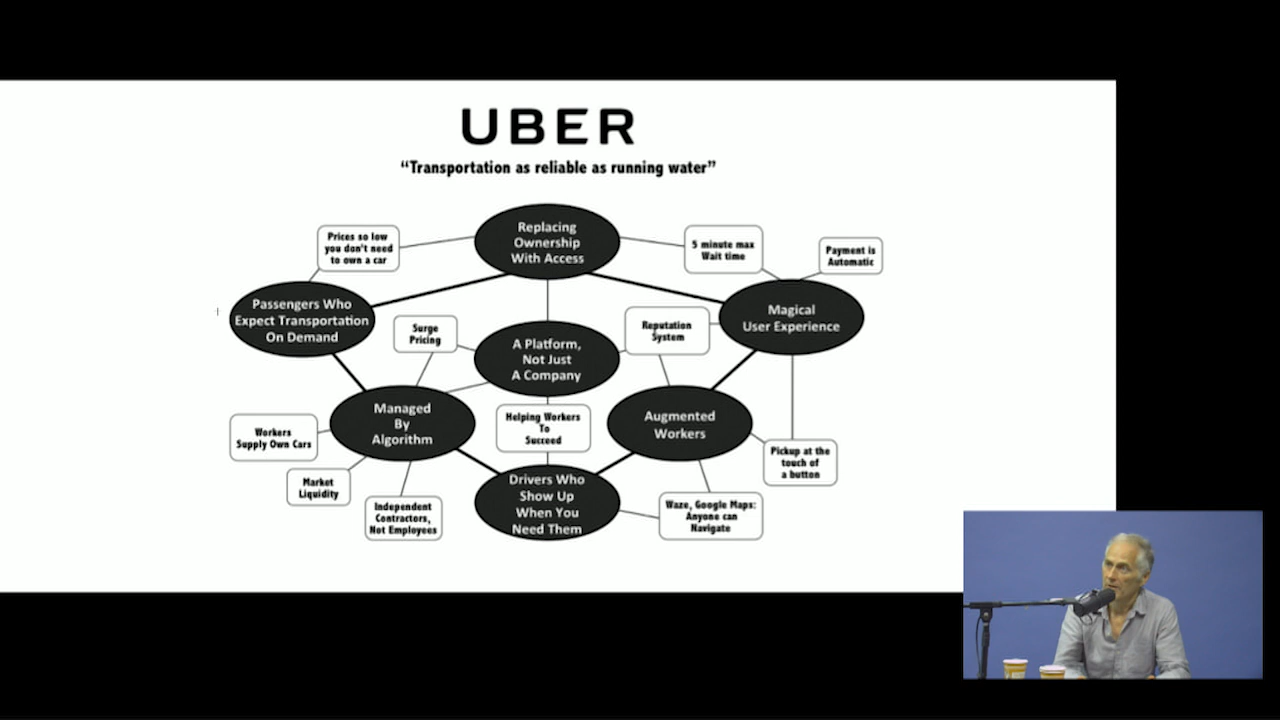 UBER
“Transportation as reliable as running water”
Replacing
Ownership
With Access
Prices so low
you don't need
to own a car
5 minute max
Wait time
Payment is
Automatic
Passengers Who
Expect Transportation
On Demand
Magical
User Experience
Surge
Pricing
Reputation
System
A Platform,
Not Just
A Company
Managed
By
Algorithm
Helping Workers
To
Succeed
Augmented
Workers
Workers
Supply Own Cars
Pickup at the
touch of
a button
Market
Liquidity
Independent
Contractors,
Not Employees
Drivers Who
Show Up
When You
Need Them
Waze, Google Maps:
Anyone can
Navigate